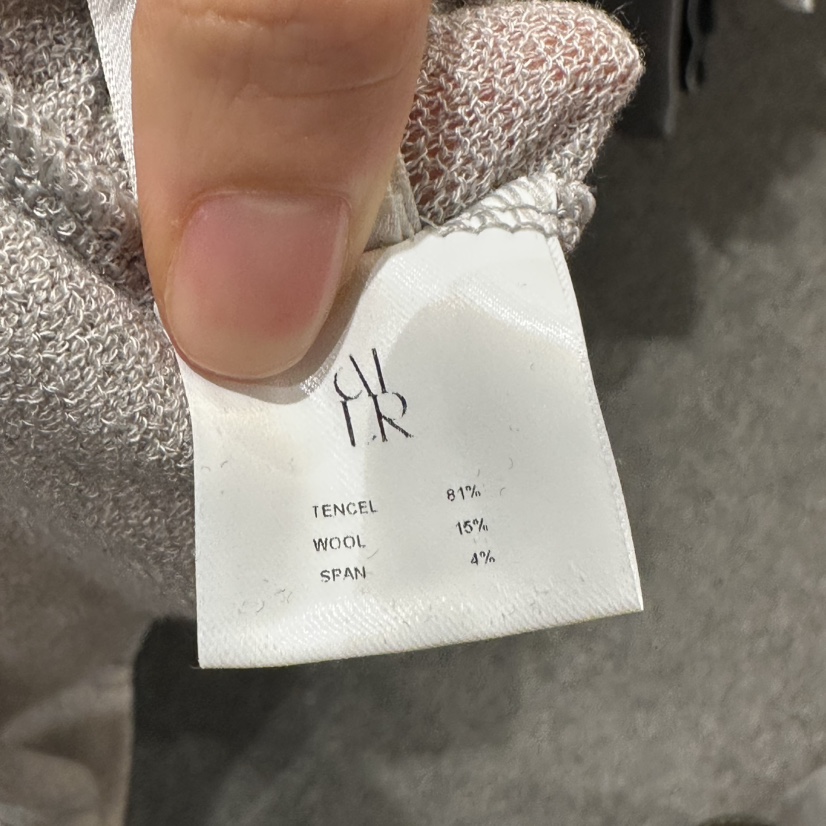 TENCEL 81%
WOOL 15%
SPAN 4%